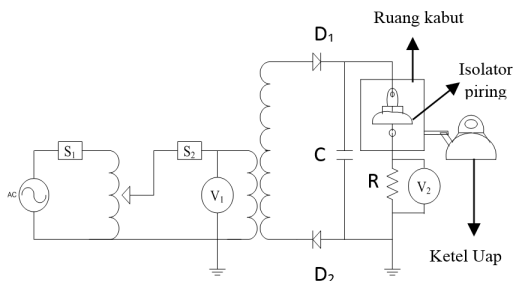 Ruang kabut
D1
Isolator
piring
S1
S2
C
AC
V1
R
V2
Ketel Uap
D2